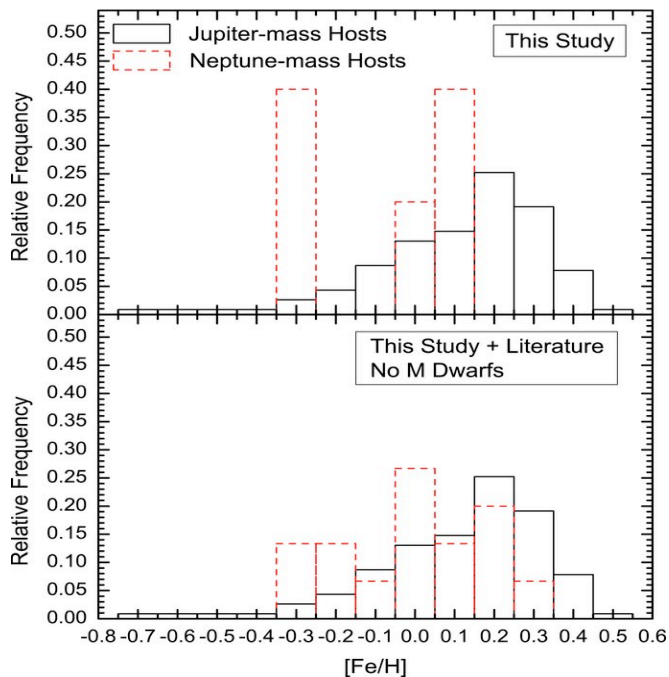 0.50
0.45
0.40
0.35
0.30
0.25
0.20
0.15
0.10
0.05
0.00
Relative Frequency
Jupiter-mass Hosts
Neptune-mass Hosts
This Study
0.50
0.45
0.40
0.35
0.30
0.25
0.20
0.15
0.10
0.05
0.00
Relative Frequency
This Study + Literature
No M Dwarfs
-0.8 -0.7 -0.6 -0.5 -0.4 -0.3 -0.2 -0.1 0.0 0.1 0.2 0.3 0.4 0.5 0.6
[Fe/H]